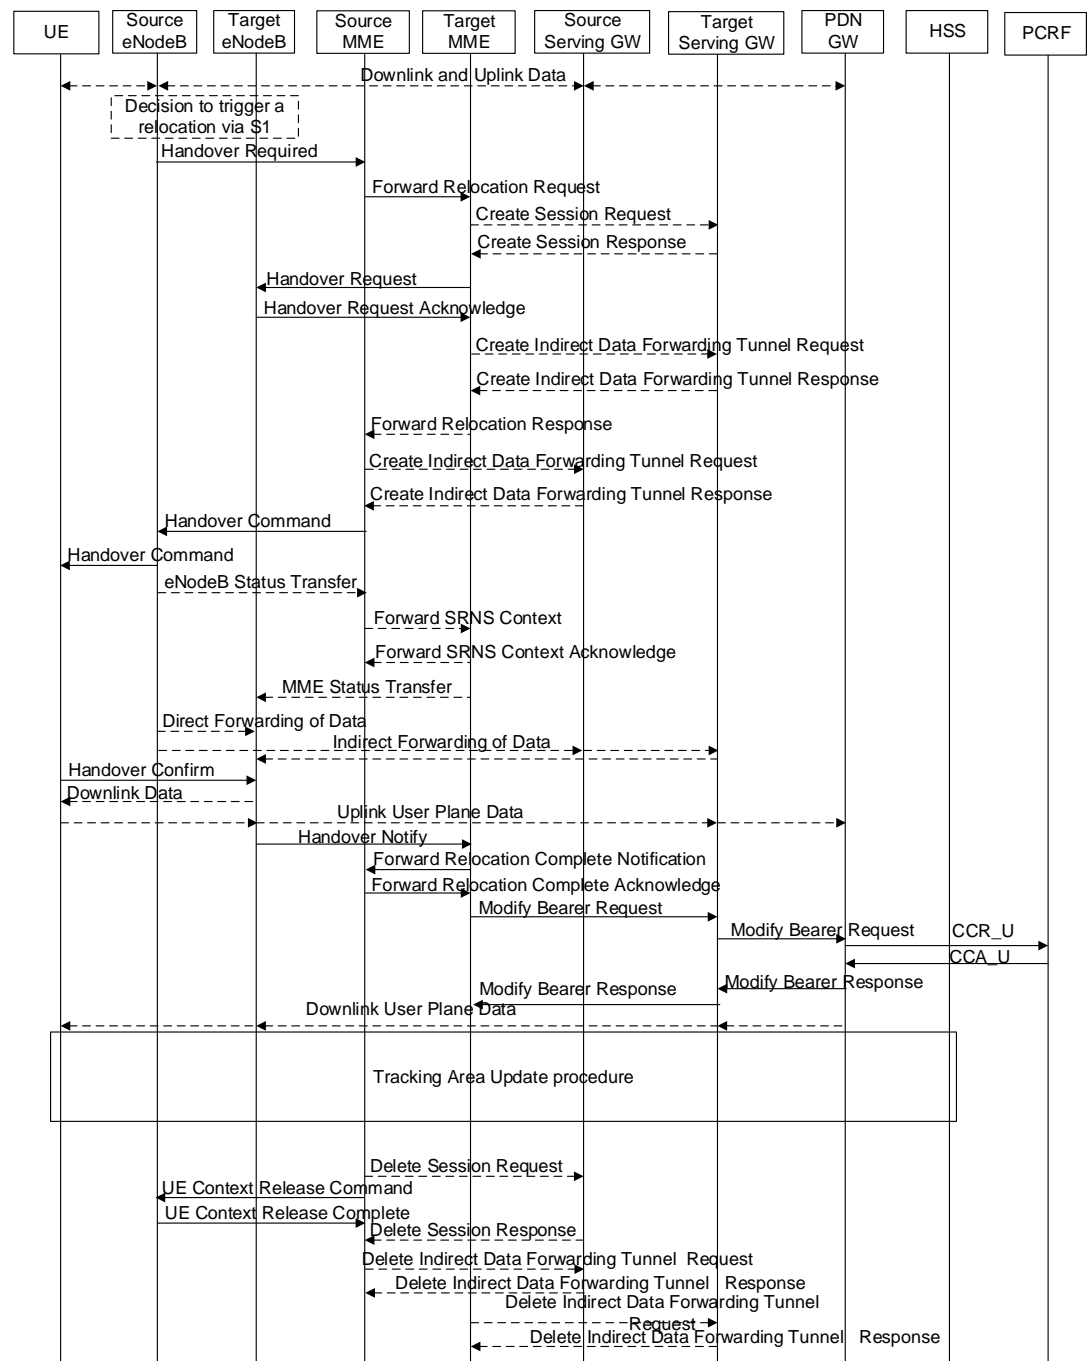 UE
Source
eNodeB
Target
eNodeB
Source
MME
Target
MME
Source
Serving GW
Target
Serving GW
PDN
GW
HSS
PCRF
Downlink and Uplink Data
Decision to trigger a
relocation via S1
Handover Required
Forward Relocation Request
Create Session Request
Create Session Response
Handover Request
Handover Request Acknowledge
Create Indirect Data Forwarding Tunnel Request
Create Indirect Data Forwarding Tunnel Response
Forward Relocation Response
Create Indirect Data Forwarding Tunnel Request
Create Indirect Data Forwarding Tunnel Response
Handover Command
Handover Command
eNodeB Status Transfer
Forward SRNS Context
Forward SRNS Context Acknowledge
MME Status Transfer
Direct Forwarding of Data
Indirect Forwarding of Data
Handover Confirm
Downlink Data
Uplink User Plane Data
Handover Notify
Forward Relocation Complete Notification
Forward Relocation Complete Acknowledge
Modify Bearer Request
Modify Bearer Request
CCR_U
CCA_U
Modify Bearer Response
Modify Bearer Response
Downlink User Plane Data
Tracking Area Update procedure
Delete Session Request
UE Context Release Command
UE Context Release Complete
Delete Session Response
Delete Indirect Data Forwarding Tunnel Request
Delete Indirect Data Forwarding Tunnel Response
Delete Indirect Data Forwarding Tunnel
Request
Delete Indirect Data Forwarding Tunnel Response